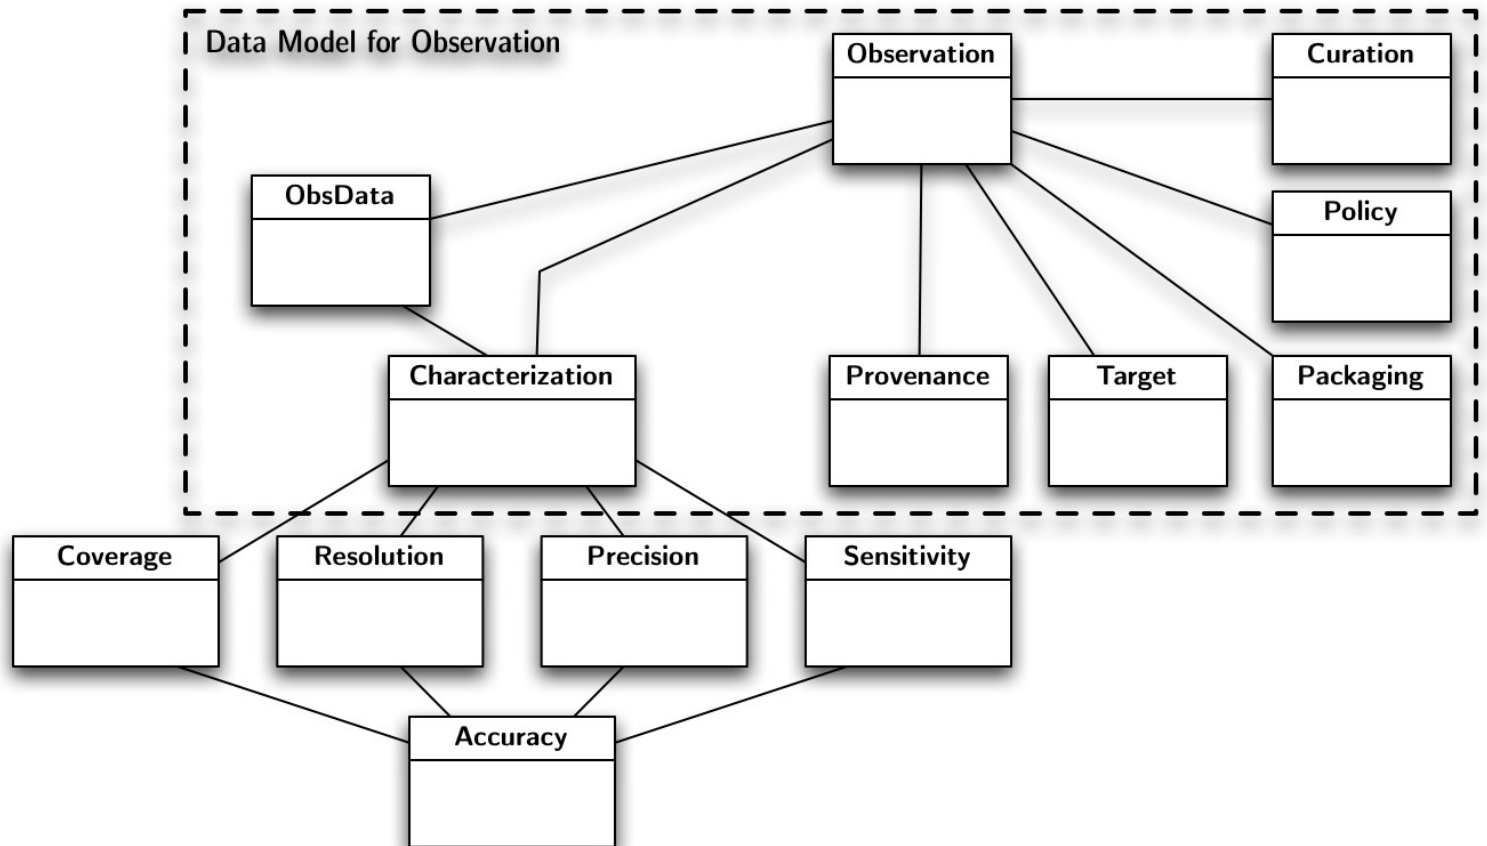 Data Model for Observation
Observation
Curation
ObsData
Policy
Characterization
Provenance
Target
Packaging
Coverage
Resolution
Precision
Sensitivity
Accuracy